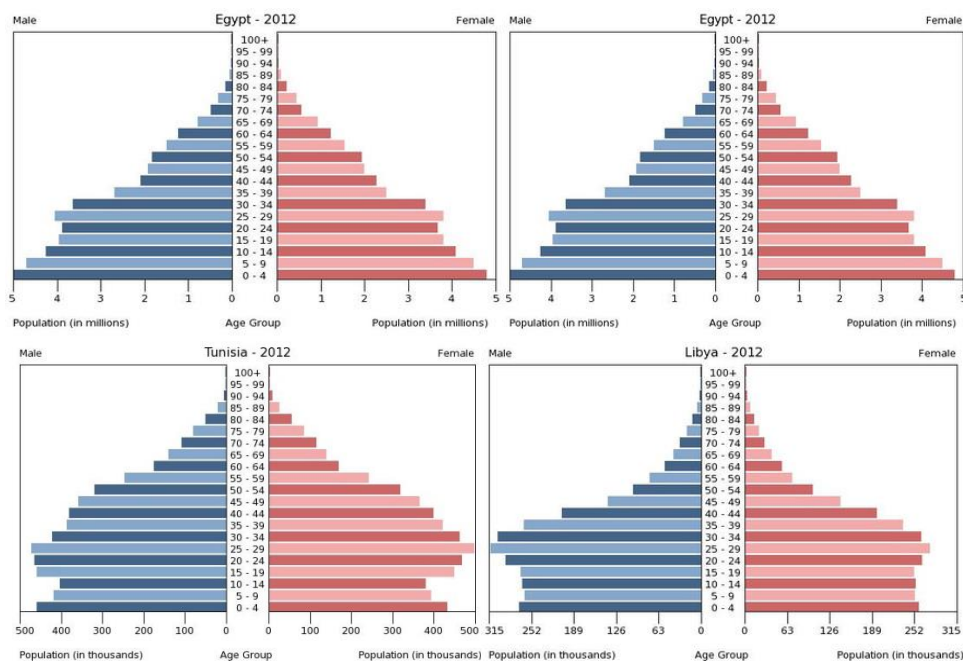 Male Egypt - 2012 Female
100+
95 - 99
90 - 94
85 - 89
80 - 84
75 - 79
70 - 74
65 - 69
60 - 64
55 - 59
50 - 54
45 - 49
40 - 44
35 - 39
30 - 34
25 - 29
20 - 24
15 - 19
10 - 14
5 - 9
0 - 4
5 4 3 2 1 0 0 1 2 3 4 5
Population (in millions) Age Group Population (in millions)
Male Egypt - 2012 Female
100+
95 - 99
90 - 94
85 - 89
80 - 84
75 - 79
70 - 74
65 - 69
60 - 64
55 - 59
50 - 54
45 - 49
40 - 44
35 - 39
30 - 34
25 - 29
20 - 24
15 - 19
10 - 14
5 - 9
0 - 4
5 4 3 2 1 0 0 1 2 3 4 5
Population (in millions) Age Group Population (in millions)
Male Tunisia - 2012 Female
100+
95 - 99
90 - 94
85 - 89
80 - 84
75 - 79
70 - 74
65 - 69
60 - 64
55 - 59
50 - 54
45 - 49
40 - 44
35 - 39
30 - 34
25 - 29
20 - 24
15 - 19
10 - 14
5 - 9
0 - 4
500 400 300 200 100 0 0 100 200 300 400 500
Population (in thousands) Age Group Population (in thousands)
Male Libya - 2012 Female
100+
95 - 99
90 - 94
85 - 89
80 - 84
75 - 79
70 - 74
65 - 69
60 - 64
55 - 59
50 - 54
45 - 49
40 - 44
35 - 39
30 - 34
25 - 29
20 - 24
15 - 19
10 - 14
5 - 9
0 - 4
315 252 189 126 63 0 0 63 126 189 252 315
Population (in thousands) Age Group Population (in thousands)